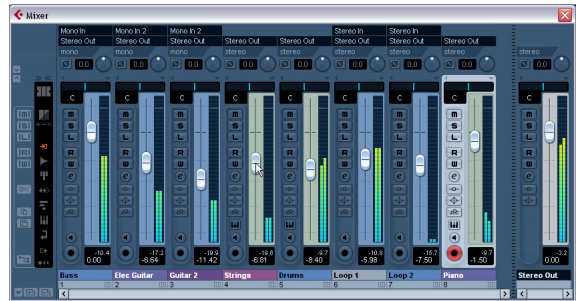 Mixer
Mono In Mono In 2 Mono In 2 Stereo In Stereo In
Stereo Out Stereo Out Stereo Out Stereo Out Stereo Out Stereo Out Stereo Out Stereo Out
mono mono mono stereo stereo stereo stereo stereo stereo
0.0 0.0 0.0 0.0 0.0 0.0 0.0 0.0 0.0
C C C C C C C C C
m m m m m m m m m
S S S S S S S S S
L L L L L L L L
R R R R R R R R R
W W W W W W W W W
e e e e e e e e e
-10.4 -17.2 -19.9 -19.6 -9.7 -10.8 -15.7 -9.7 -3.2
0.00 -6.64 -11.42 -6.81 -8.40 -5.98 -7.50 -1.50 0.00
Bass Elec Guitar Guitar 2 Strings Drums Loop 1 Loop 2 Piano Stereo Out
1 2 3 4 5 6 7 8